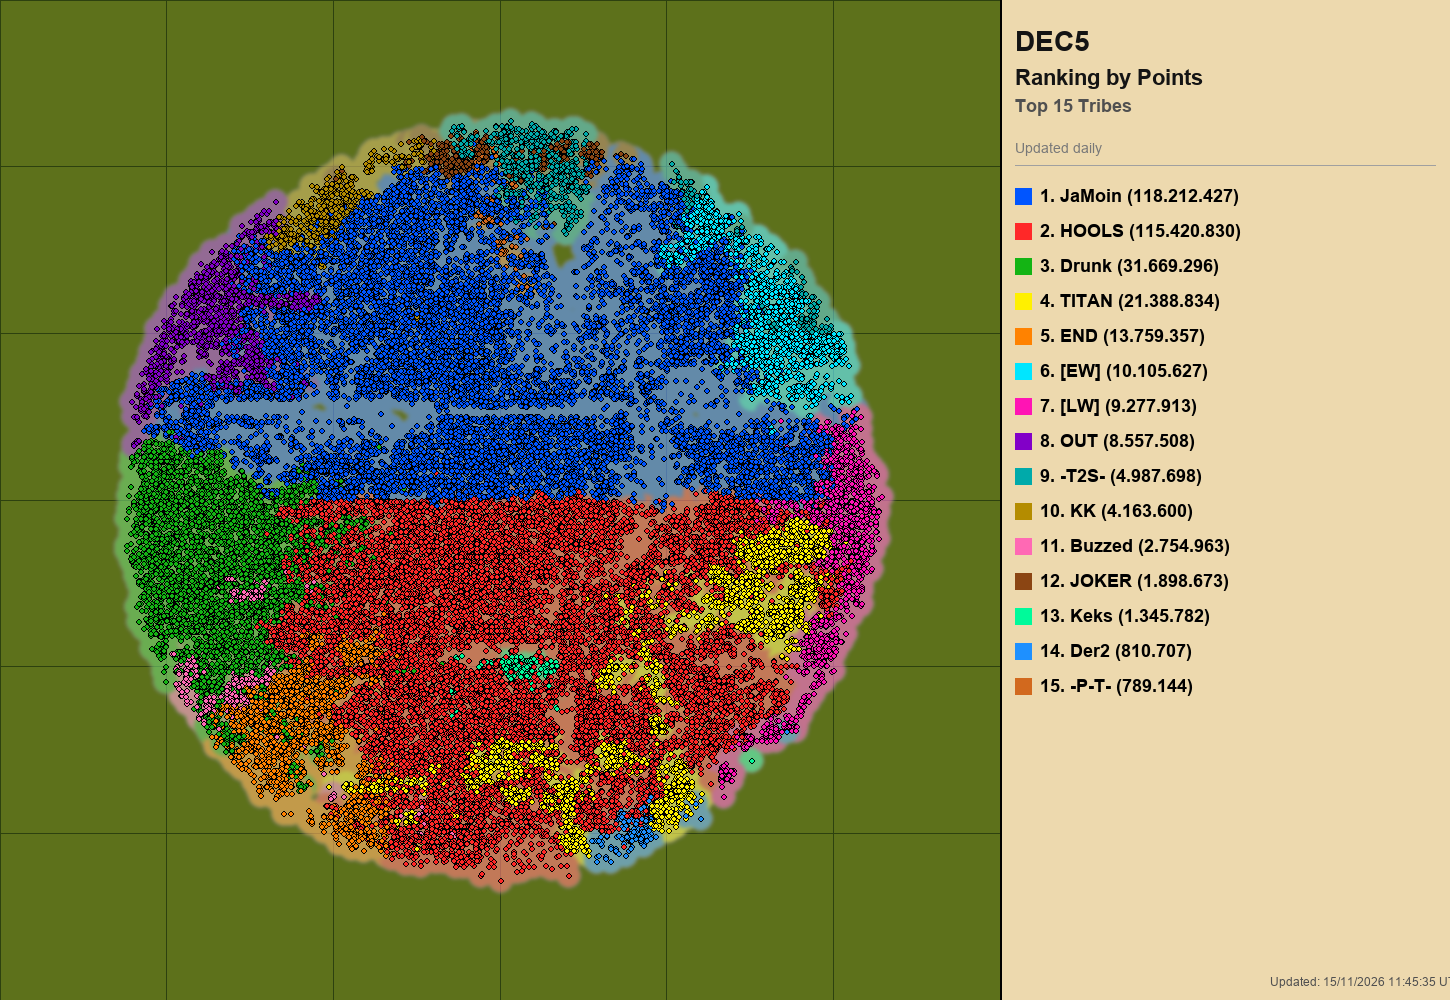 DEC5
Ranking by Points
Top 15 Tribes
Updated daily
1. JaMoin (118.212.427)
2. HOOLS (115.420.830)
3. Drunk (31.669.296)
4. TITAN (21.388.834)
5. END (13.759.357)
6. [EW] (10.105.627)
7. [LW] (9.277.913)
8. OUT (8.557.508)
9. -T2S- (4.987.698)
10. KK (4.163.600)
11. Buzzed (2.754.963)
12. JOKER (1.898.673)
13. Keks (1.345.782)
14. Der2 (810.707)
15. -P-T- (789.144)
Updated: 15/11/2026 11:45:35 U